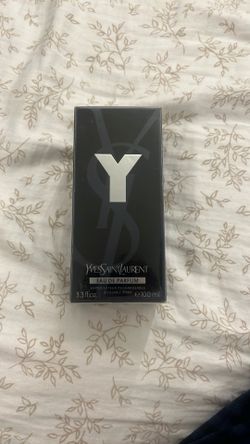 Y
YVESSAINTLAURENT
EAU DE PARFUM
3.3 fl.oz. ℮ 100 ml